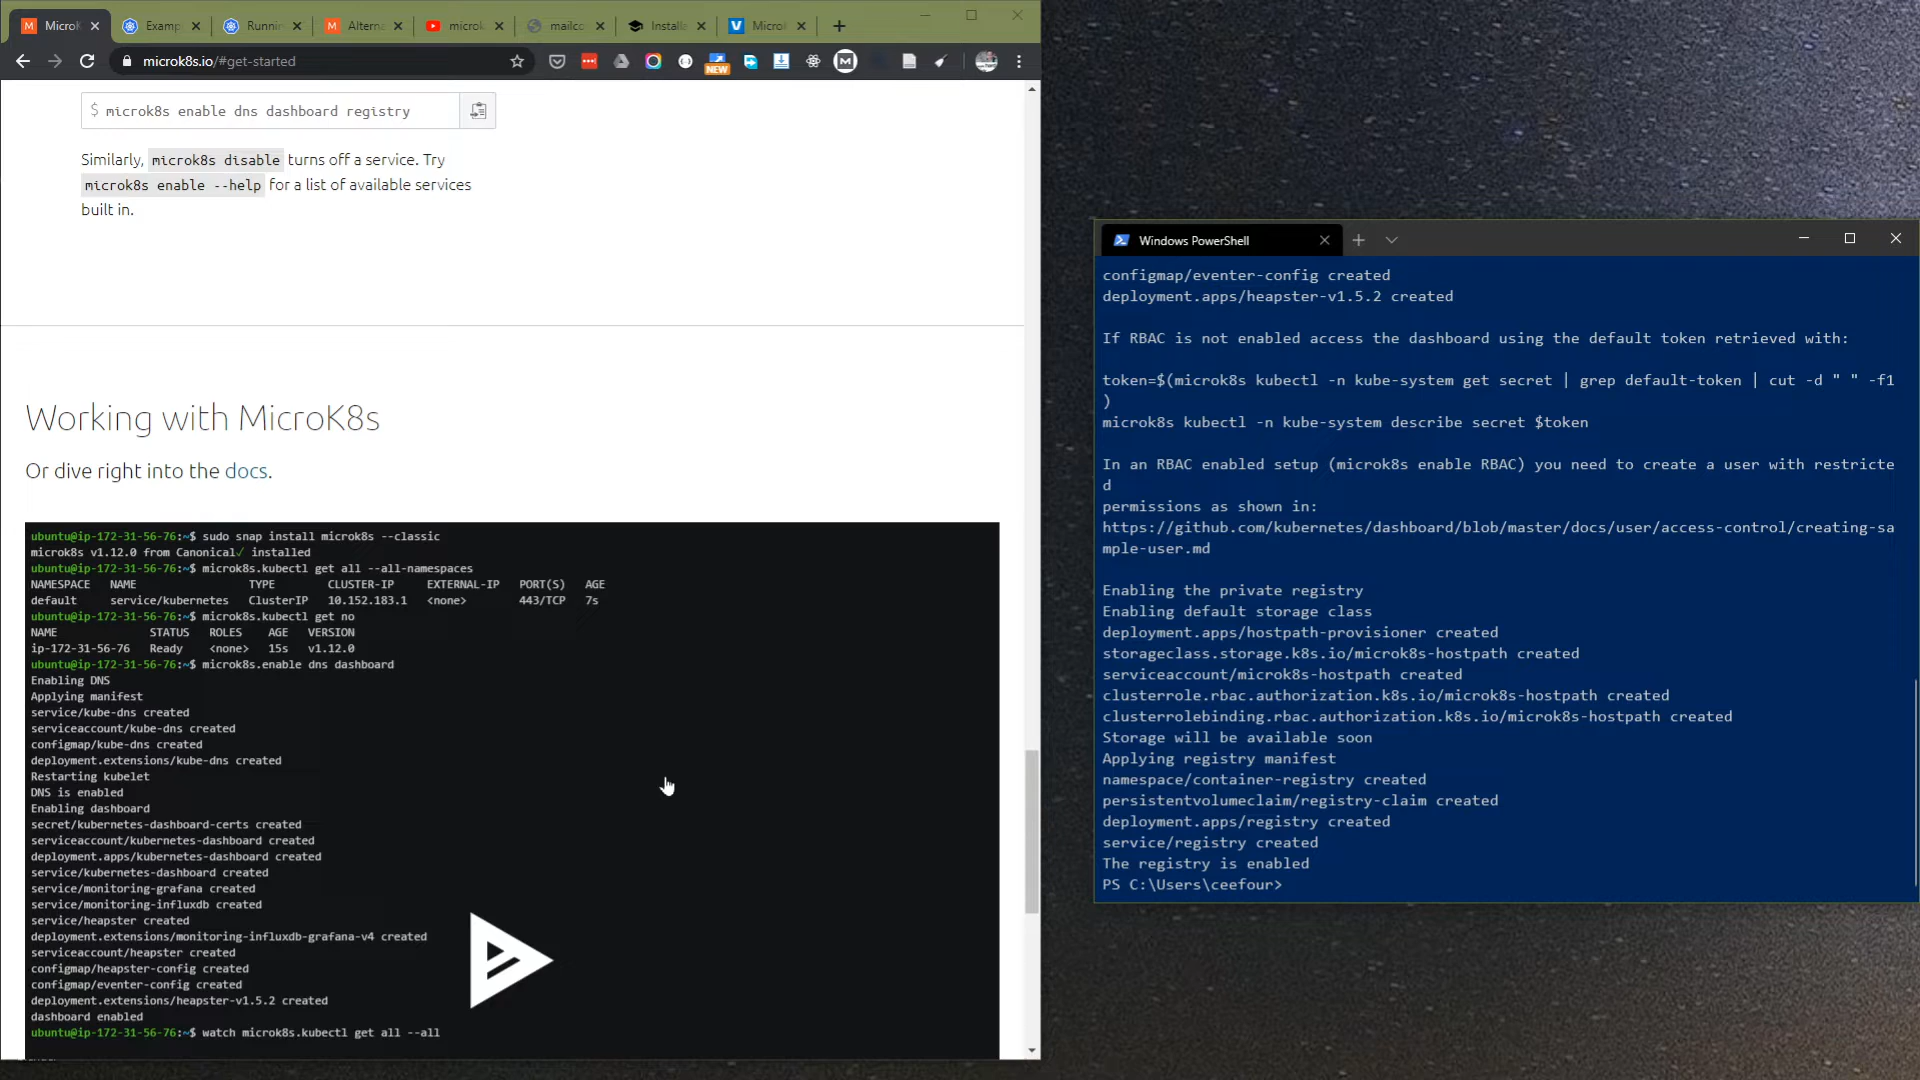 MicroK
Examp
Runnin
Alterna
microk
mailco
Installa
Microk
microk8s.io/#get-started
NEW
$ microk8s enable dns dashboard registry
Similarly, microk8s disable turns off a service. Try
microk8s enable --help for a list of available services
built in.
Working with MicroK8s
Or dive right into the docs.
ubuntu@ip-172-31-56-76:~$ sudo snap install microk8s --classic
microk8s v1.12.0 from Canonical✓ installed
ubuntu@ip-172-31-56-76:~$ microk8s.kubectl get all --all-namespaces
NAMESPACE NAME TYPE CLUSTER-IP EXTERNAL-IP PORT(S) AGE
default service/kubernetes ClusterIP 10.152.183.1 <none> 443/TCP 7s
ubuntu@ip-172-31-56-76:~$ microk8s.kubectl get no
NAME STATUS ROLES AGE VERSION
ip-172-31-56-76 Ready <none> 15s v1.12.0
ubuntu@ip-172-31-56-76:~$ microk8s.enable dns dashboard
Enabling DNS
Applying manifest
service/kube-dns created
serviceaccount/kube-dns created
configmap/kube-dns created
deployment.extensions/kube-dns created
Restarting kubelet
DNS is enabled
Enabling dashboard
secret/kubernetes-dashboard-certs created
serviceaccount/kubernetes-dashboard created
deployment.apps/kubernetes-dashboard created
service/kubernetes-dashboard created
service/monitoring-grafana created
service/monitoring-influxdb created
service/heapster created
deployment.extensions/monitoring-influxdb-grafana-v4 created
serviceaccount/heapster created
configmap/heapster-config created
configmap/eventer-config created
deployment.extensions/heapster-v1.5.2 created
dashboard enabled
ubuntu@ip-172-31-56-76:~$ watch microk8s.kubectl get all --all
Windows PowerShell
configmap/eventer-config created
deployment.apps/heapster-v1.5.2 created
If RBAC is not enabled access the dashboard using the default token retrieved with:
token=$(microk8s kubectl -n kube-system get secret | grep default-token | cut -d " " -f1
)
microk8s kubectl -n kube-system describe secret $token
In an RBAC enabled setup (microk8s enable RBAC) you need to create a user with restricte
d
permissions as shown in:
https://github.com/kubernetes/dashboard/blob/master/docs/user/access-control/creating-sa
mple-user.md
Enabling the private registry
Enabling default storage class
deployment.apps/hostpath-provisioner created
storageclass.storage.k8s.io/microk8s-hostpath created
serviceaccount/microk8s-hostpath created
clusterrole.rbac.authorization.k8s.io/microk8s-hostpath created
clusterrolebinding.rbac.authorization.k8s.io/microk8s-hostpath created
Storage will be available soon
Applying registry manifest
namespace/container-registry created
persistentvolumeclaim/registry-claim created
deployment.apps/registry created
service/registry created
The registry is enabled
PS C:\Users\ceefour>